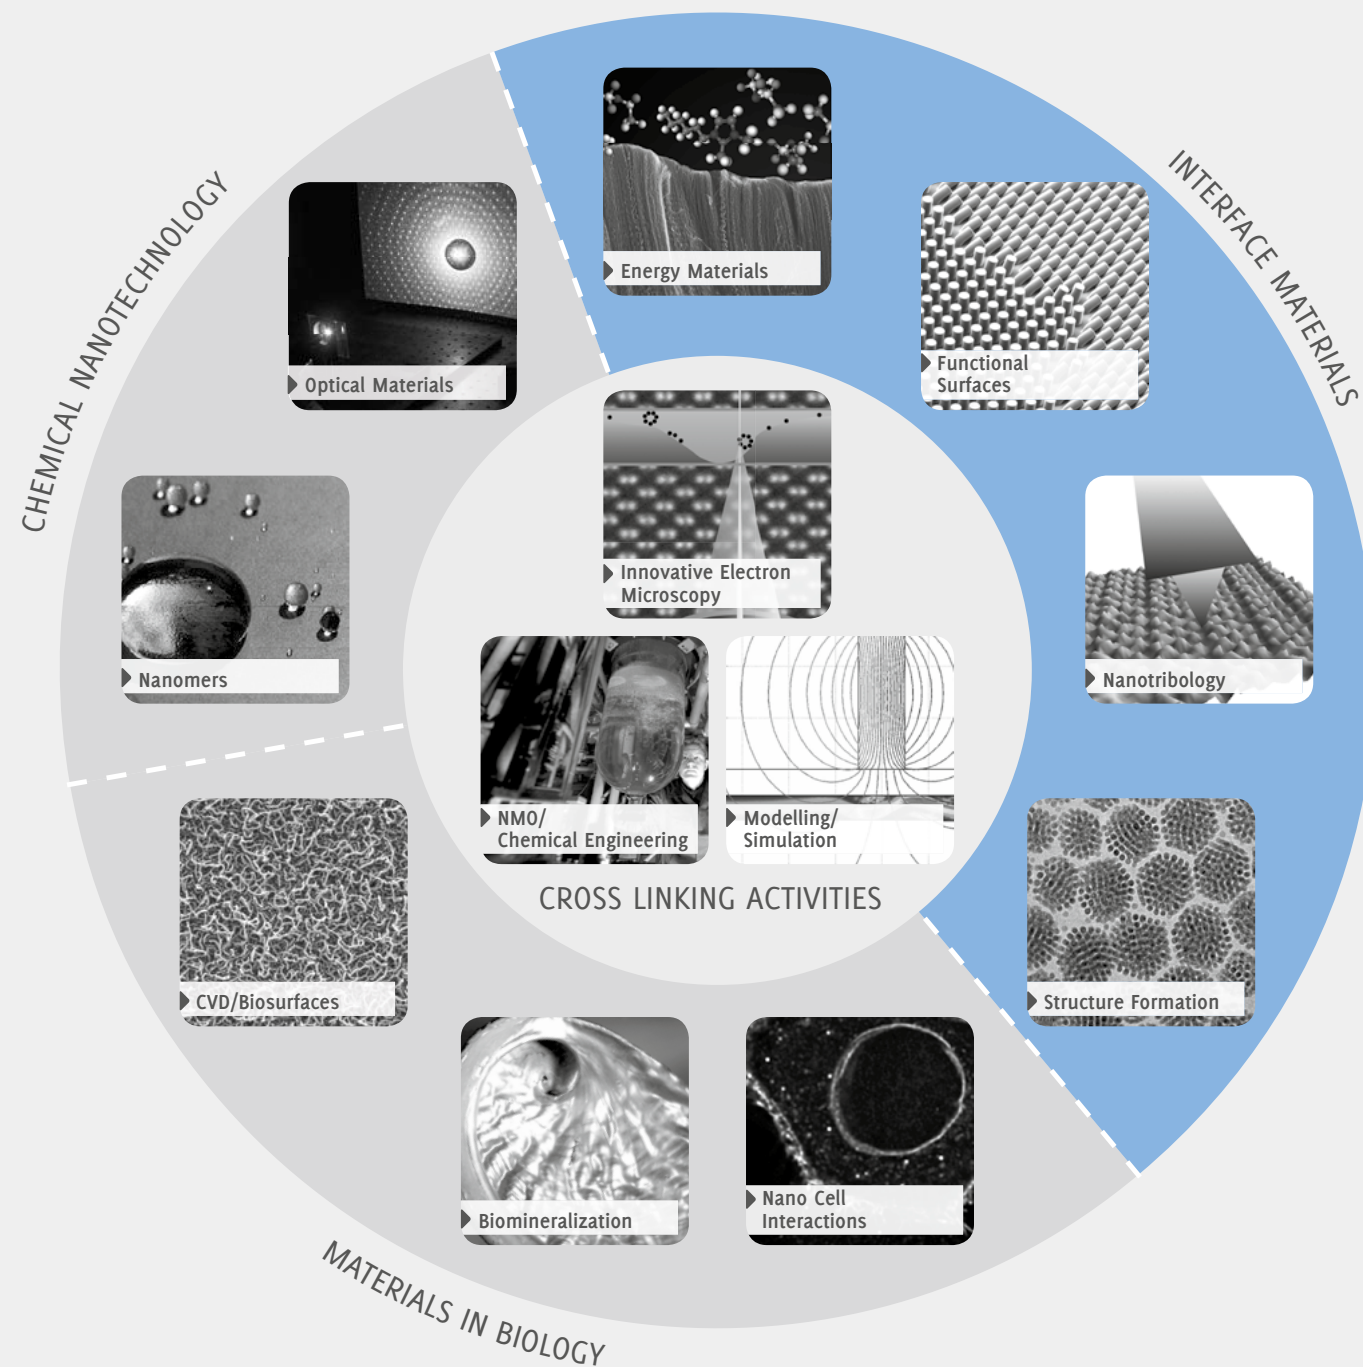 CHEMICAL NANOTECHNOLOGY
INTERFACE MATERIALS
Energy Materials
Optical Materials
Functional
Surfaces
Innovative Electron
Microscopy
Nanomers
Nanotribology
NMO/
Chemical Engineering
Modelling/
Simulation
CROSS LINKING ACTIVITIES
CVD/Biosurfaces
Structure Formation
Biomineralization
Nano Cell
Interactions
MATERIALS IN BIOLOGY